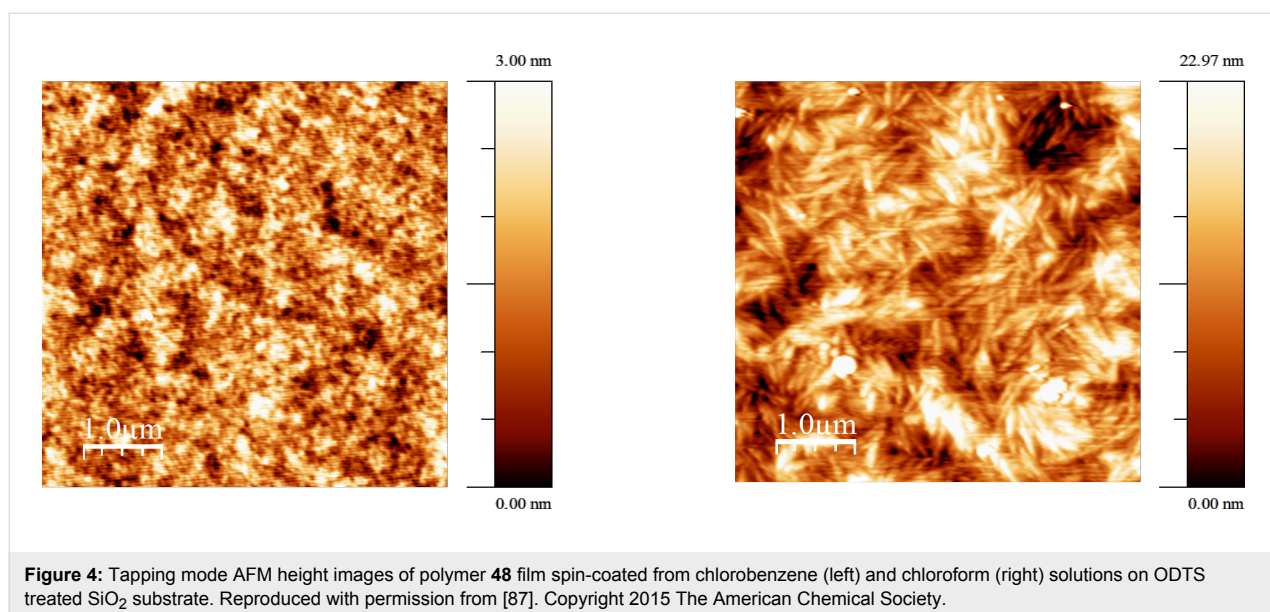 3.00 nm
22.97 nm
1.0µm
1.0µm
0.00 nm
0.00 nm
Figure 4: Tapping mode AFM height images of polymer 48 film spin-coated from chlorobenzene (left) and chloroform (right) solutions on ODTS
treated SiO₂ substrate. Reproduced with permission from [87]. Copyright 2015 The American Chemical Society.